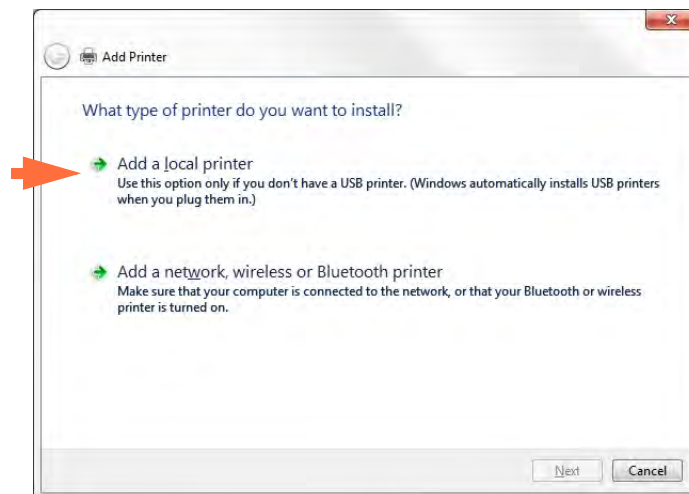 Add Printer
What type of printer do you want to install?
Add a local printer
Use this option only if you don't have a USB printer. (Windows automatically installs USB printers
when you plug them in.)
Add a network, wireless or Bluetooth printer
Make sure that your computer is connected to the network, or that your Bluetooth or wireless
printer is turned on.
Next Cancel